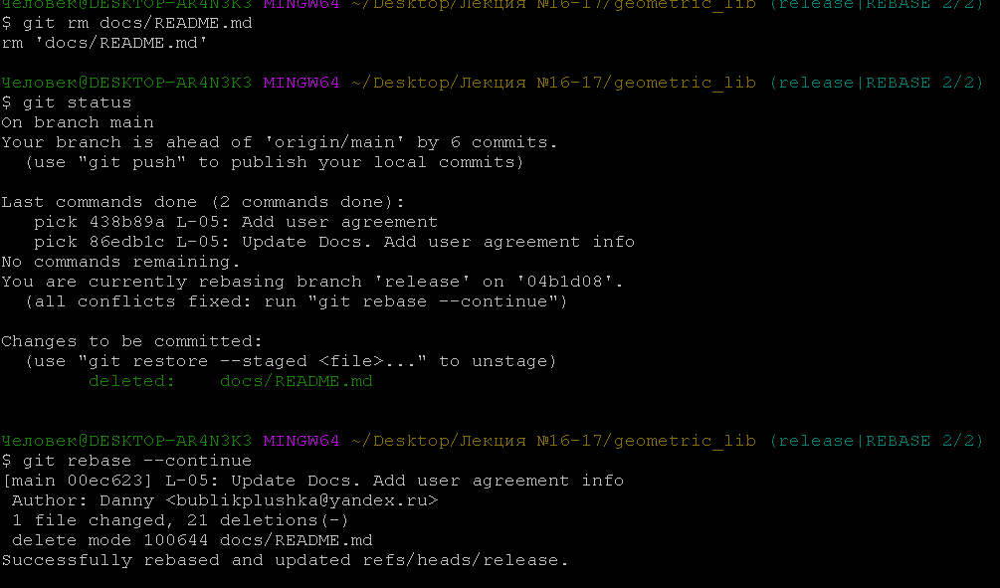 Человек@DESKTOP-AR4N3K3 MINGW64 ~/Desktop/Лекция №16-17/geometric_lib (release|REBASE 2/2)
$ git rm docs/README.md
rm 'docs/README.md'
Человек@DESKTOP-AR4N3K3 MINGW64 ~/Desktop/Лекция №16-17/geometric_lib (release|REBASE 2/2)
$ git status
On branch main
Your branch is ahead of 'origin/main' by 6 commits.
  (use "git push" to publish your local commits)
Last commands done (2 commands done):
   pick 438b89a L-05: Add user agreement
   pick 86edb1c L-05: Update Docs. Add user agreement info
No commands remaining.
You are currently rebasing branch 'release' on '04b1d08'.
  (all conflicts fixed: run "git rebase --continue")
Changes to be committed:
  (use "git restore --staged <file>..." to unstage)
        deleted:    docs/README.md
Человек@DESKTOP-AR4N3K3 MINGW64 ~/Desktop/Лекция №16-17/geometric_lib (release|REBASE 2/2)
$ git rebase --continue
[main 00ec623] L-05: Update Docs. Add user agreement info
 Author: Danny <bublikplushka@yandex.ru>
 1 file changed, 21 deletions(-)
 delete mode 100644 docs/README.md
Successfully rebased and updated refs/heads/release.